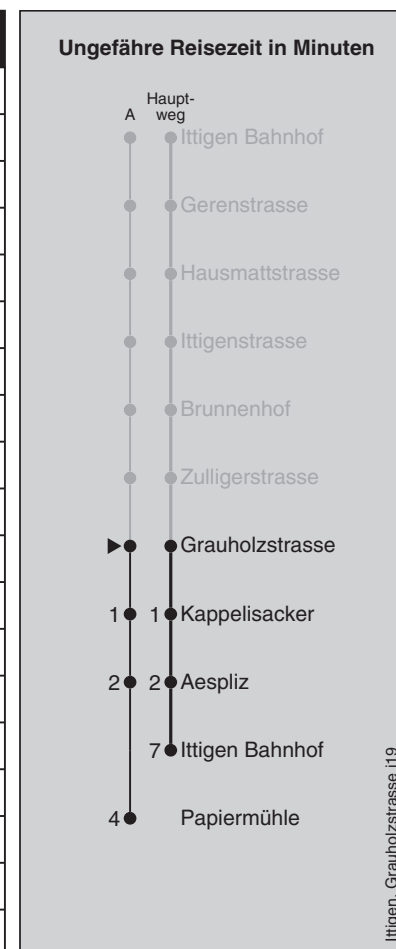 Ungefähre Reisezeit in Minuten
A
Haupt-
weg
Ittigen Bahnhof
Gerenstrasse
Hausmattstrasse
Ittigenstrasse
Brunnenhof
Zulligerstrasse
Grauholzstrasse
1 1 Kappelisacker
2 2 Aespliz
7 Ittigen Bahnhof
4 Papiermühle
Ittigen, Grauholzstrasse j19